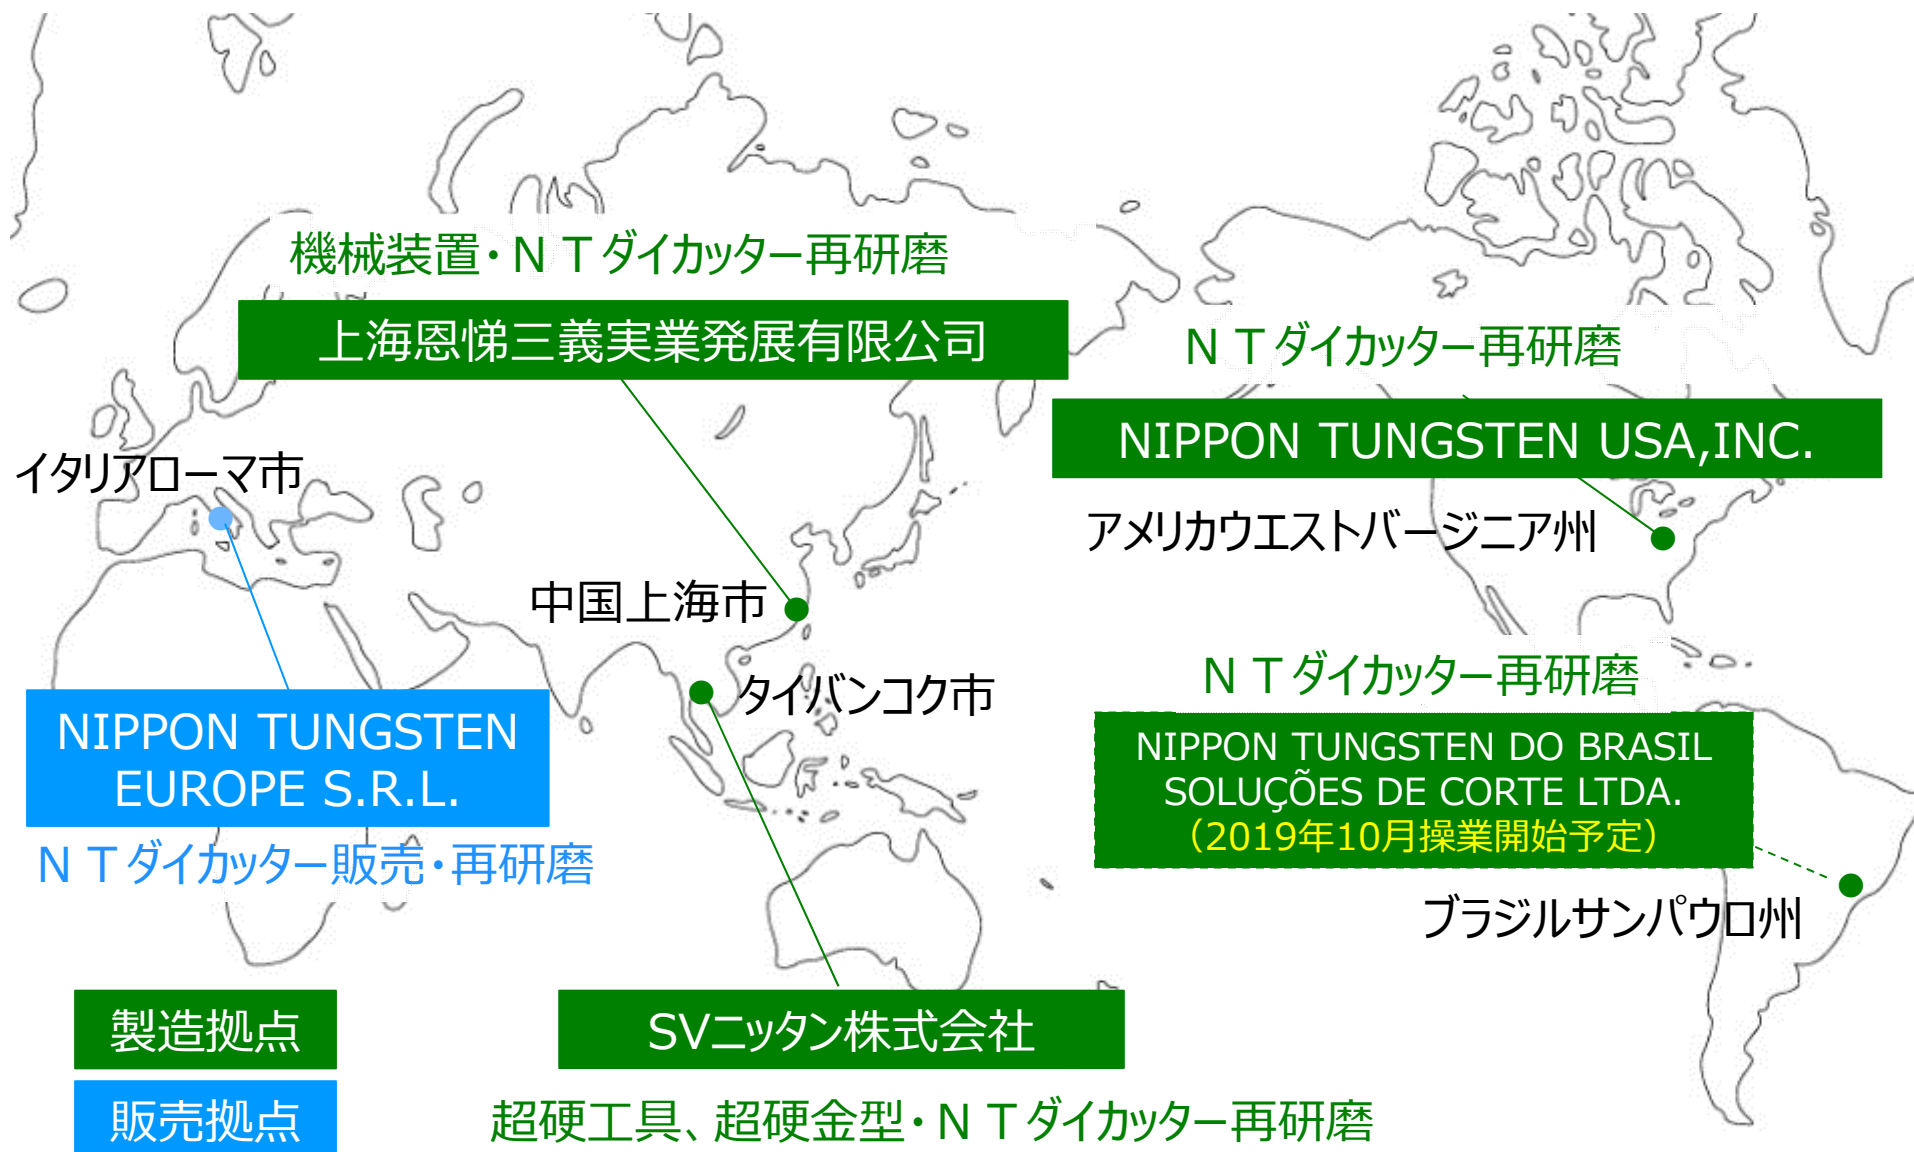 機械装置・ＮＴダイカッター再研磨
上海恩悌三義実業発展有限公司
ＮＴダイカッター再研磨
NIPPON TUNGSTEN USA,INC.
イタリアローマ市
アメリカウエストバージニア州
中国上海市
タイバンコク市
ＮＴダイカッター再研磨
NIPPON TUNGSTEN
EUROPE S.R.L.
NIPPON TUNGSTEN DO BRASIL
SOLUÇÕES DE CORTE LTDA.
（2019年10月操業開始予定）
ＮＴダイカッター販売・再研磨
ブラジルサンパウロ州
製造拠点
SVニッタン株式会社
販売拠点
超硬工具、超硬金型・ＮＴダイカッター再研磨